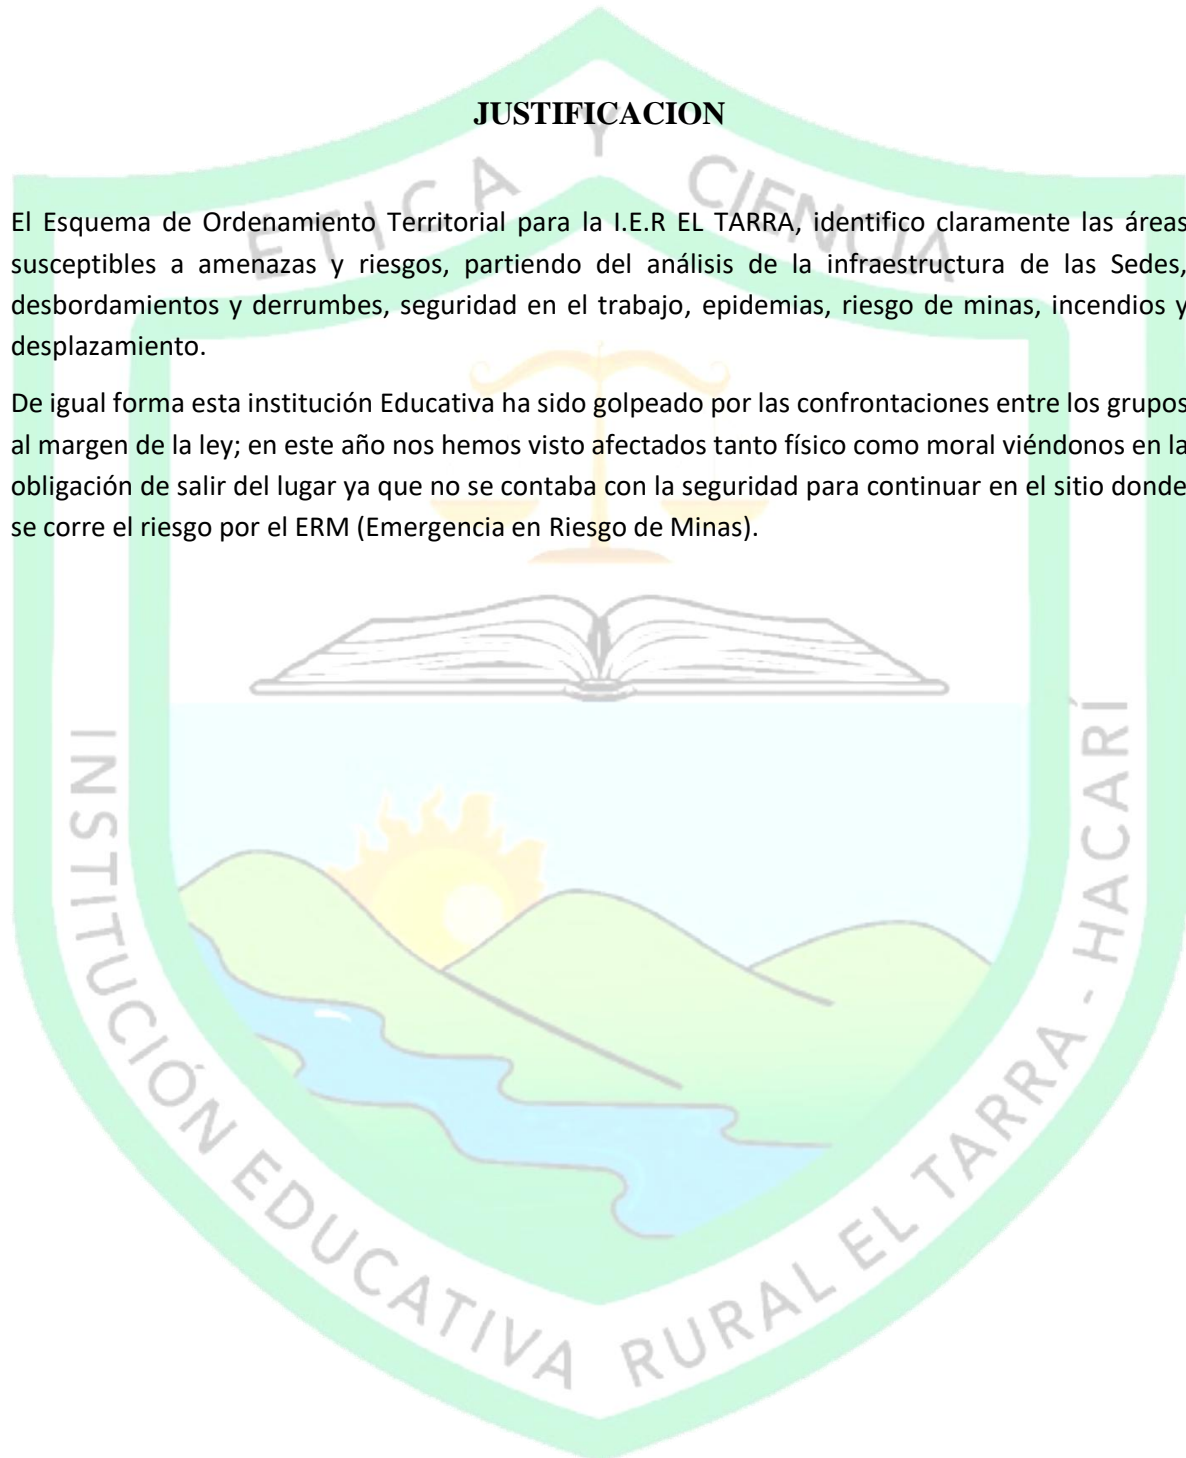 JUSTIFICACION
El Esquema de Ordenamiento Territorial para la I.E.R EL TARRA, identifico claramente las áreas
susceptibles a amenazas y riesgos, partiendo del análisis de la infraestructura de las Sedes,
desbordamientos y derrumbes, seguridad en el trabajo, epidemias, riesgo de minas, incendios y
desplazamiento.
De igual forma esta institución Educativa ha sido golpeado por las confrontaciones entre los grupos
al margen de la ley; en este año nos hemos visto afectados tanto físico como moral viéndonos en la
obligación de salir del lugar ya que no se contaba con la seguridad para continuar en el sitio donde
se corre el riesgo por el ERM (Emergencia en Riesgo de Minas).
ETICA Y CIENCIA
INSTITUCIÓN EDUCATIVA RURAL EL TARRA - HACARÍ